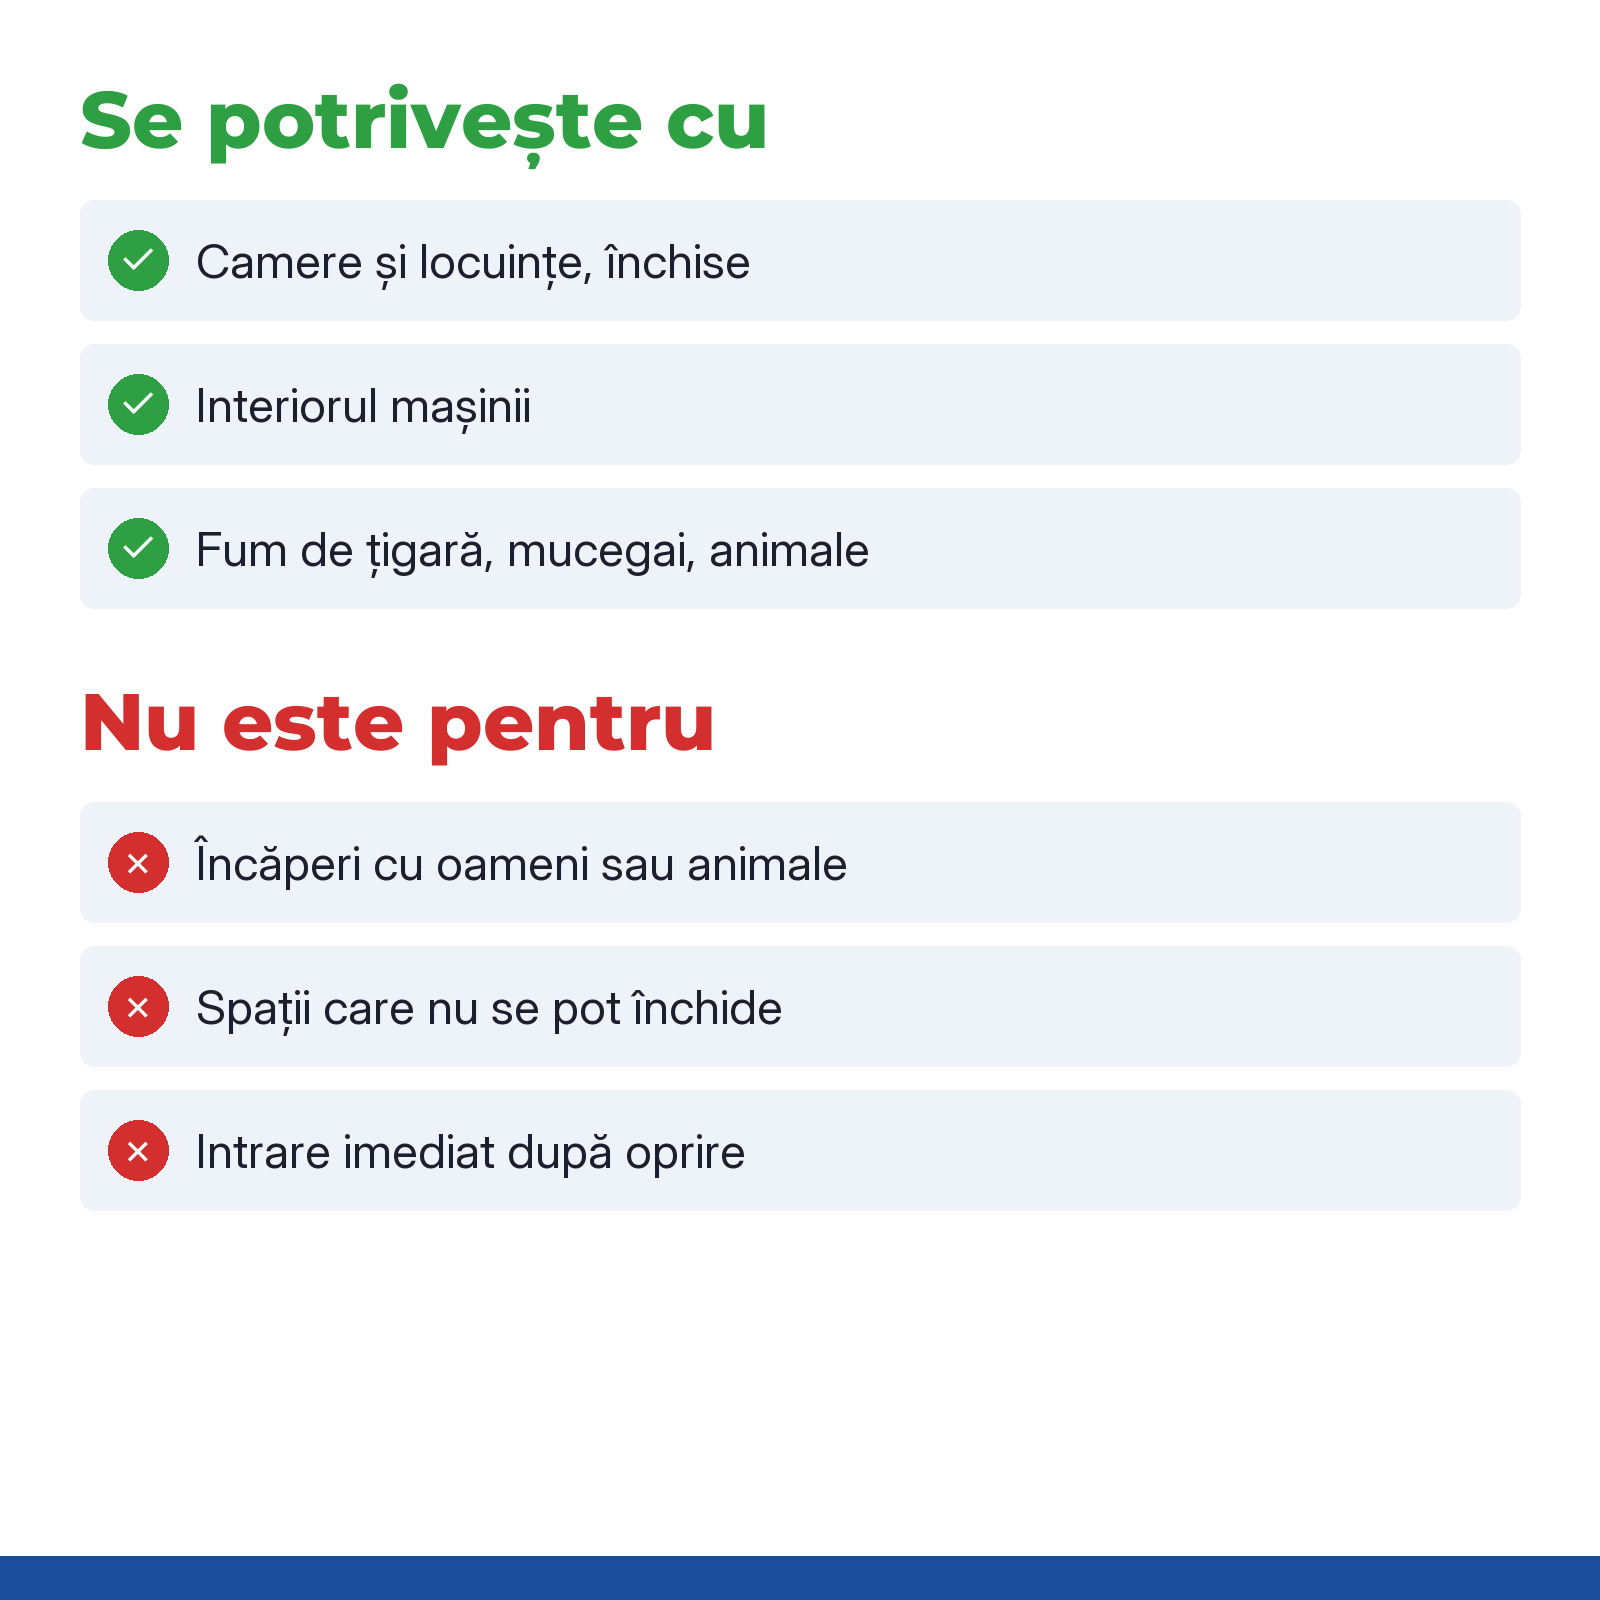 Se potrivește cu
Camere și locuințe, închise
Interiorul mașinii
Fum de țigară, mucegai, animale
Nu este pentru
Încăperi cu oameni sau animale
Spații care nu se pot închide
Intrare imediat după oprire